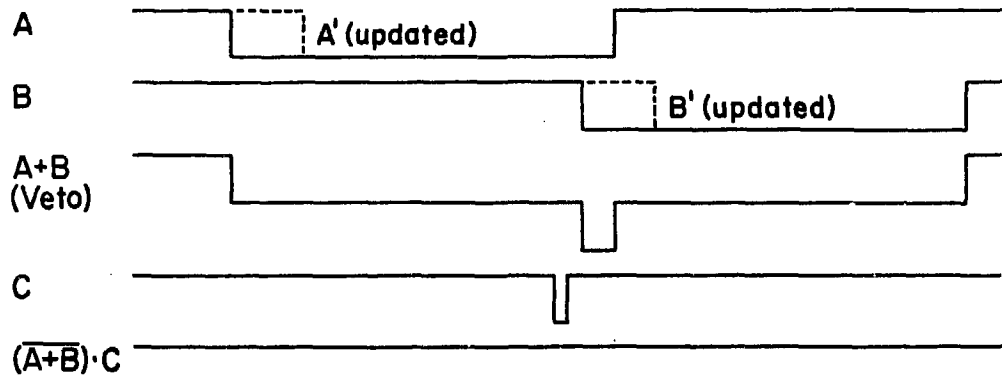 A
A' (updated)
B
B' (updated)
A+B
(Veto)
C
(A̅+̅B̅)·C